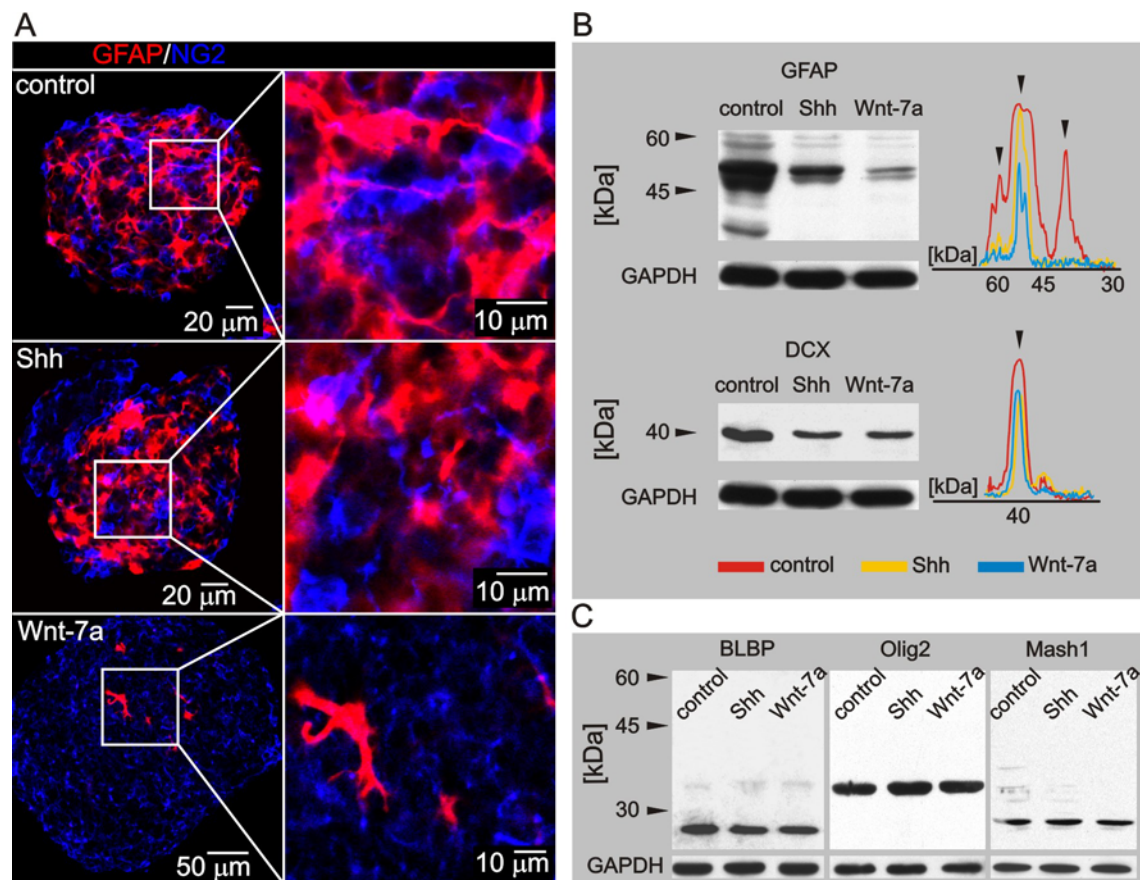 A
GFAP/NG2
control
20 μm
10 μm
Shh
20 μm
10 μm
Wnt-7a
50 μm
10 μm
B
GFAP
control Shh Wnt-7a
60
45
[kDa]
GAPDH
[kDa]
60 45 30
DCX
control Shh Wnt-7a
40
[kDa]
GAPDH
[kDa]
40
control Shh Wnt-7a
C
BLBP Olig2 Mash1
control Shh Wnt-7a control Shh Wnt-7a control Shh Wnt-7a
60
45
30
[kDa]
GAPDH